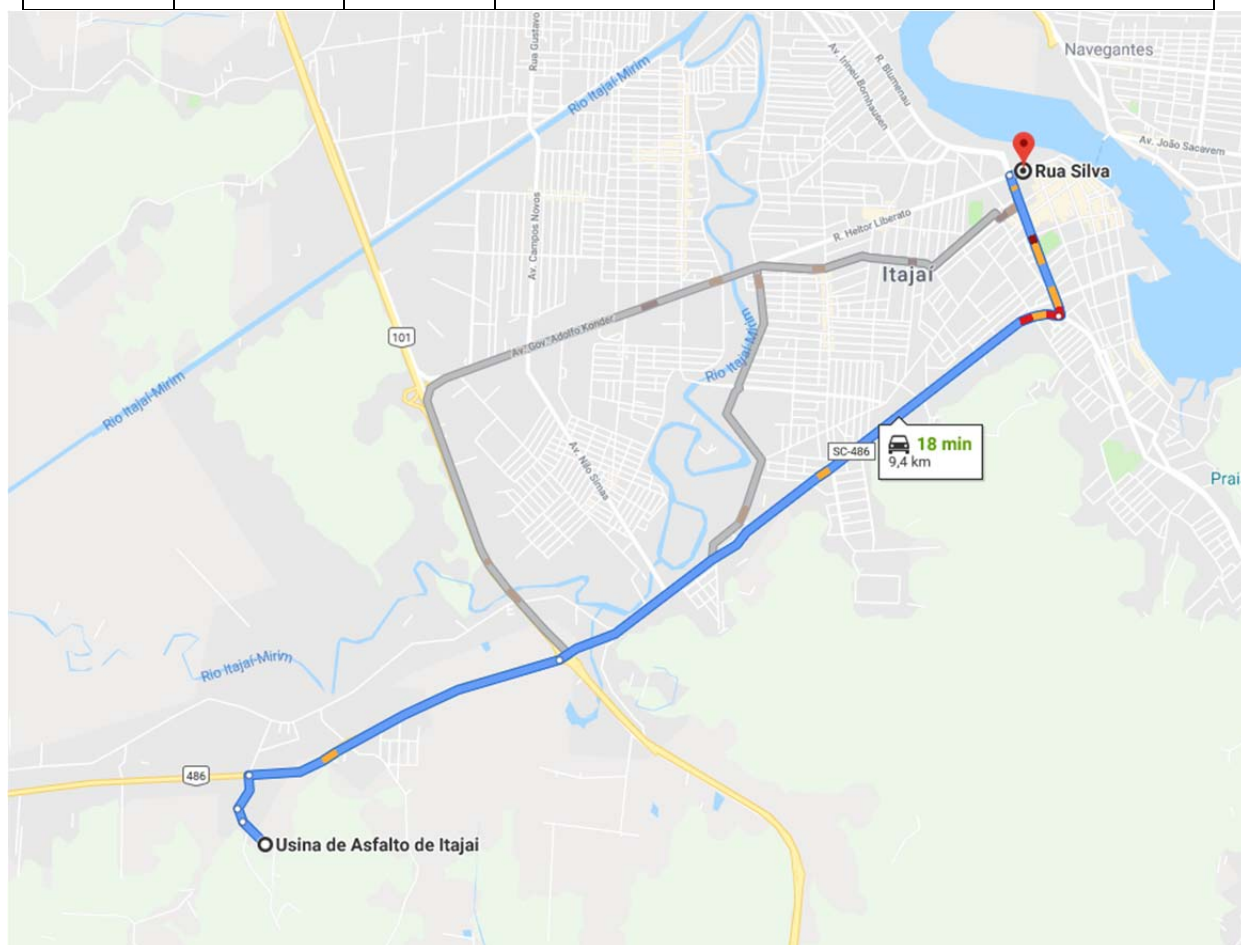 Navegantes
Rua Gustavo
Rio Itajaí-Mirim
Av. Irineu Bornhausen
R. Blumenau
Av. João Sacavem
Rua Silva
Av. Campos Novos
R. Heitor Liberato
Itajaí
101
Av. Gov. Adolfo Konder
Rio Itajaí-Mirim
Rio Itajaí-Mirim
Av. Nilo Simas
SC-486
18 min
9,4 km
Prai
Rio Itajaí-Mirim
486
Usina de Asfalto de Itajai